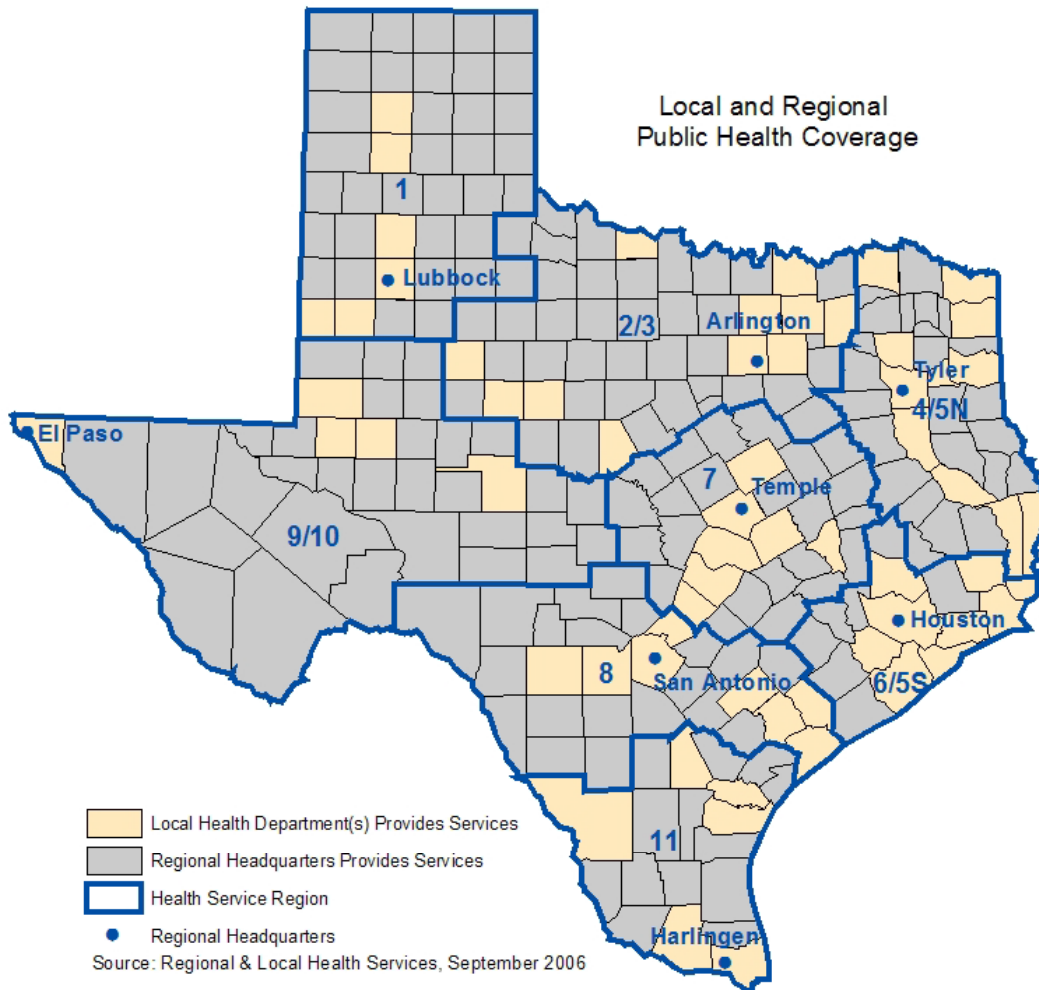 Local and Regional
Public Health Coverage
1
Lubbock
2/3
Arlington
Tyler
4/5N
El Paso
7
Temple
9/10
Houston
8
San Antonio
6/5S
11
Harlingen
Local Health Department(s) Provides Services
Regional Headquarters Provides Services
Health Service Region
Regional Headquarters
Source: Regional & Local Health Services, September 2006